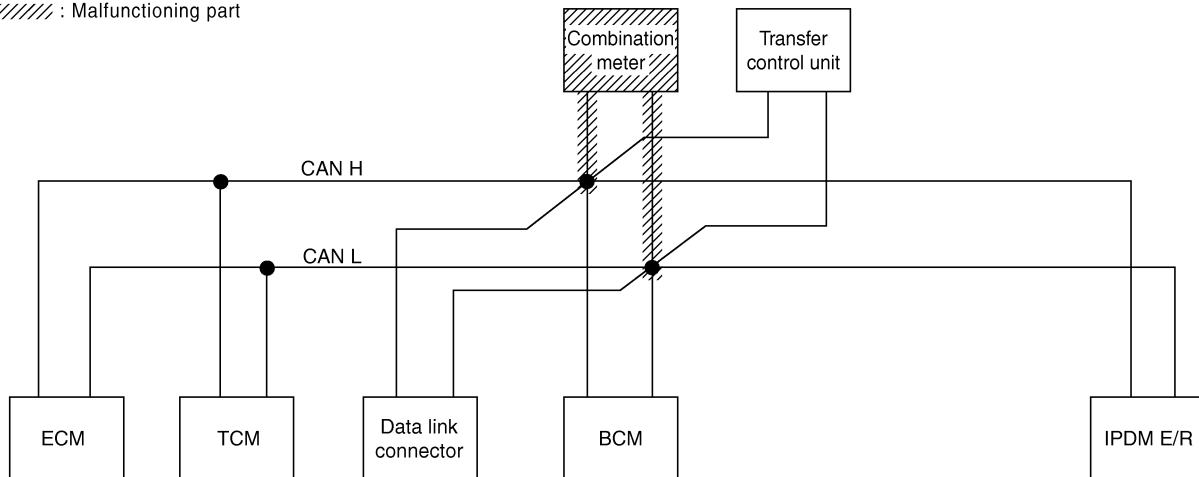 : Malfunctioning part
Combination
meter
Transfer
control unit
CAN H
CAN L
ECM
TCM
Data link
connector
BCM
IPDM E/R